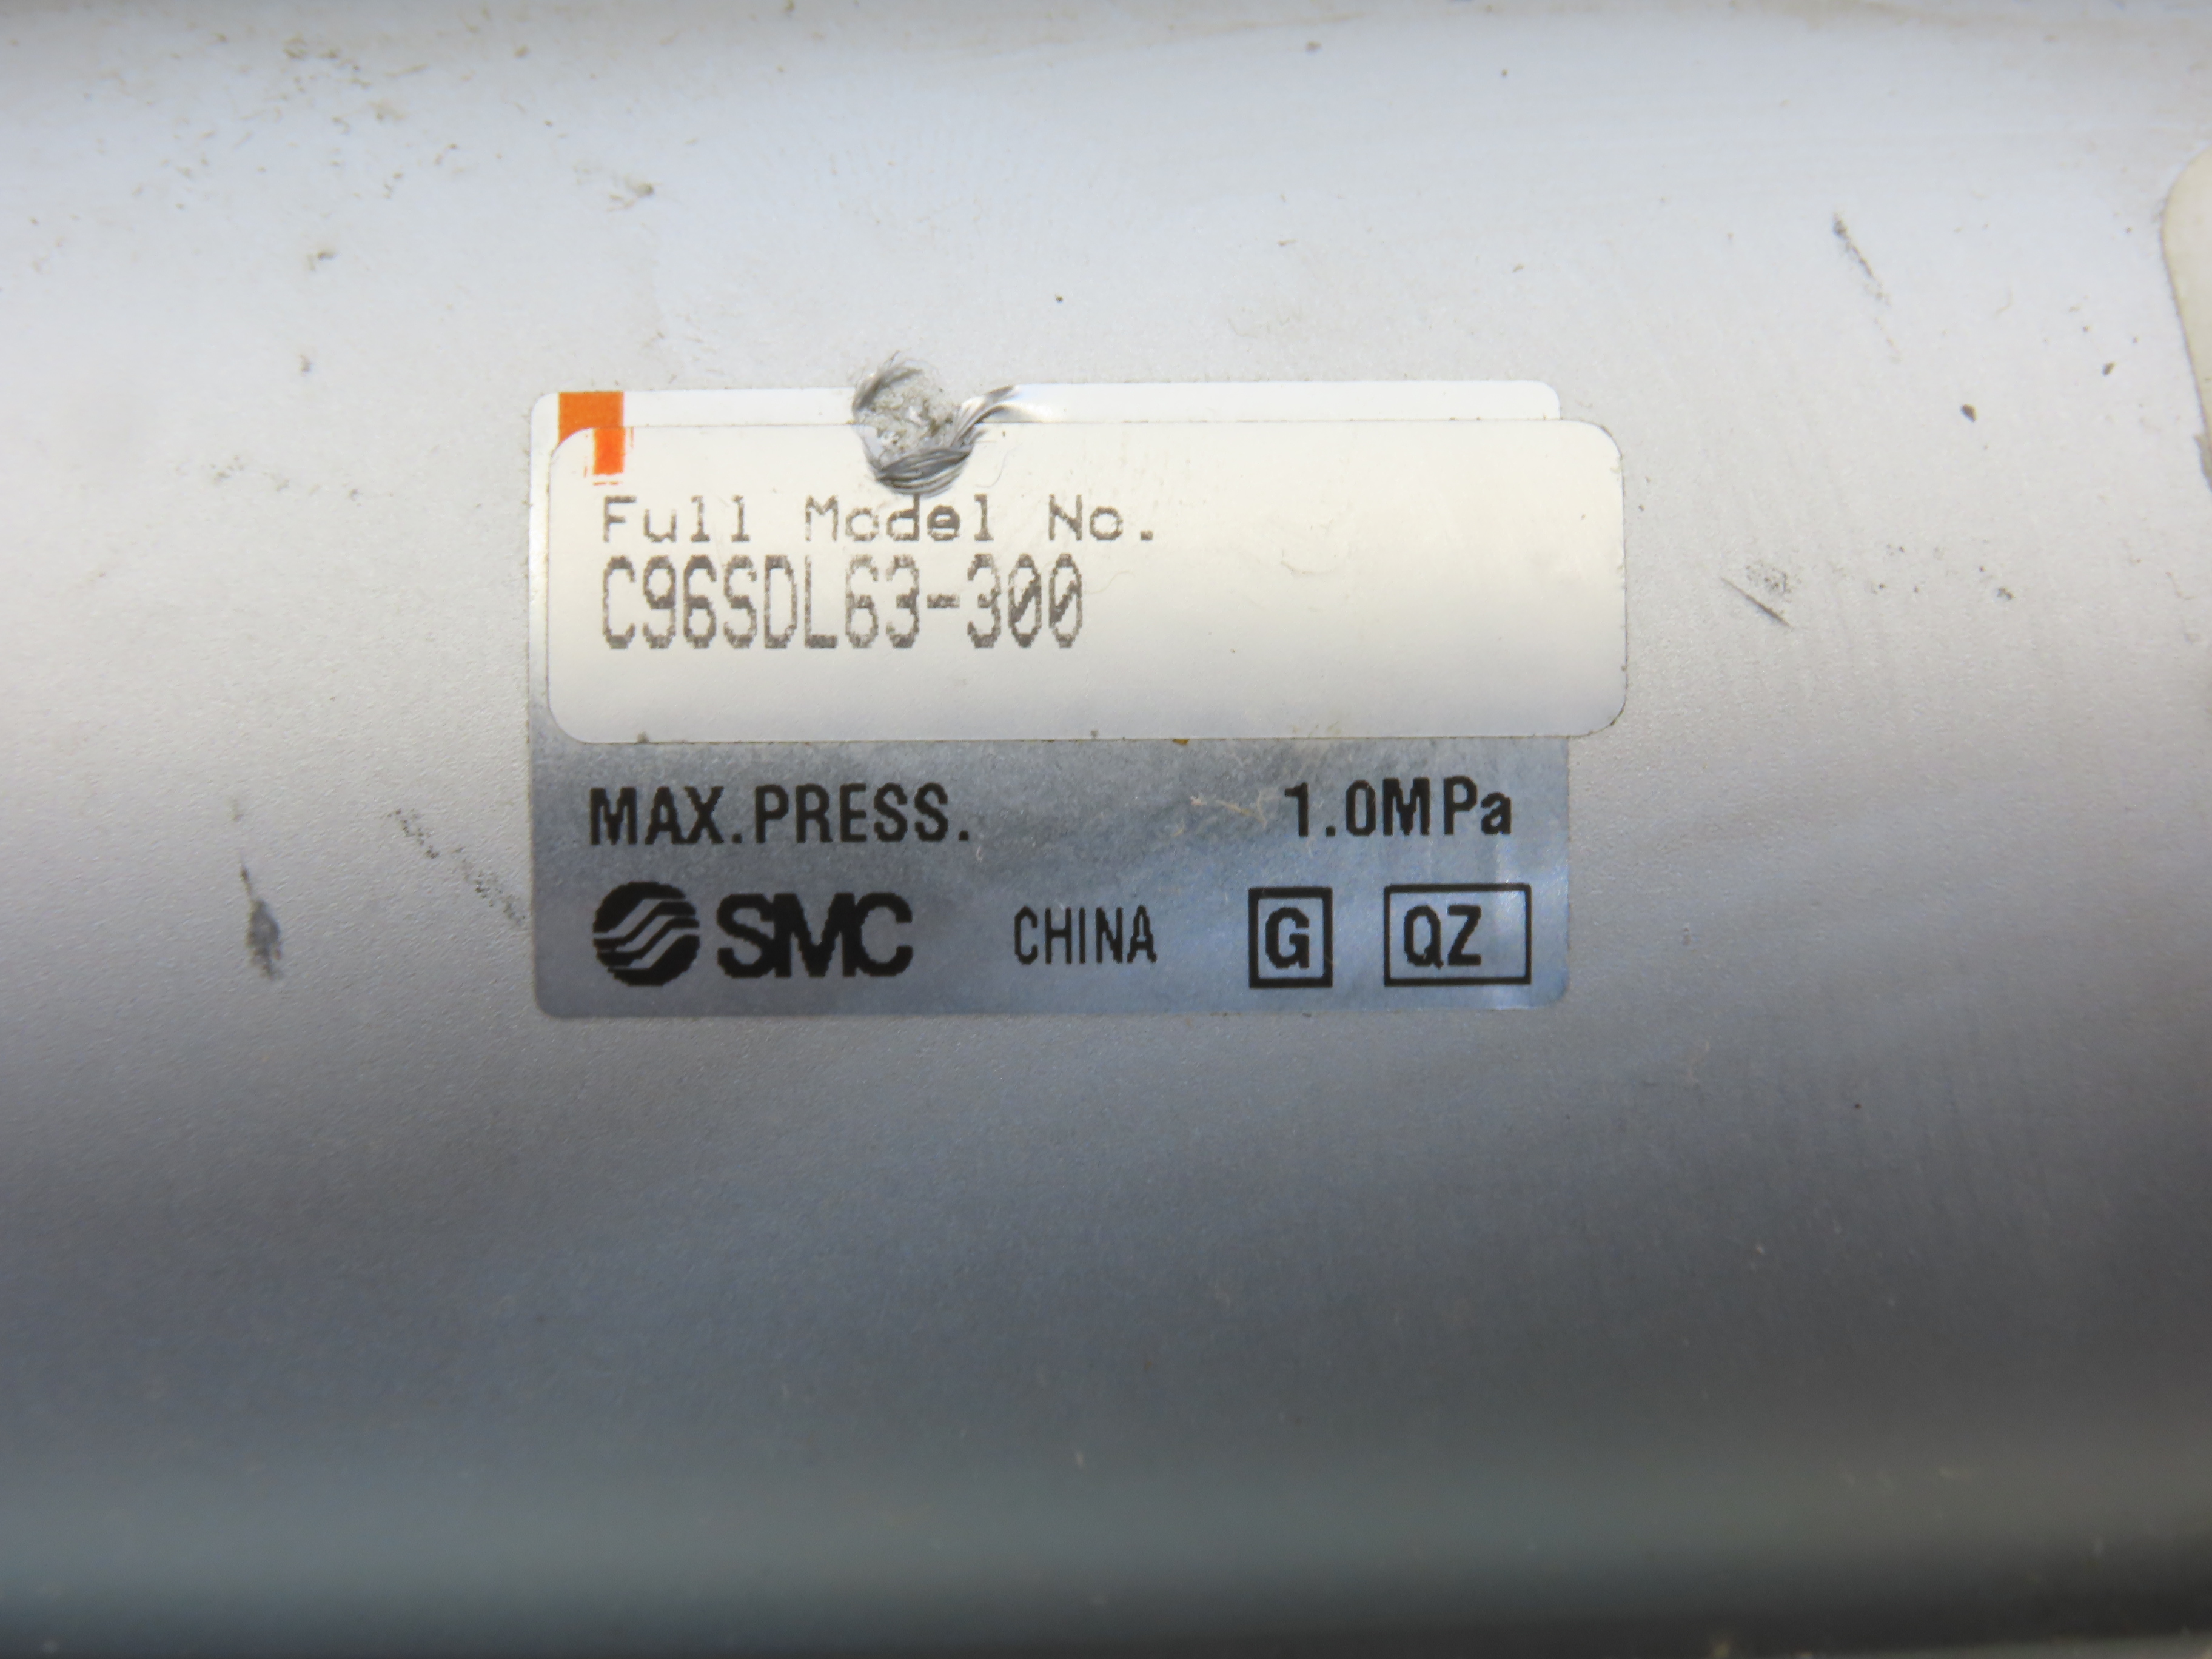 Full Model No.
C96SDL63-300
MAX.PRESS. 1.0MPa
SMC CHINA G QZ